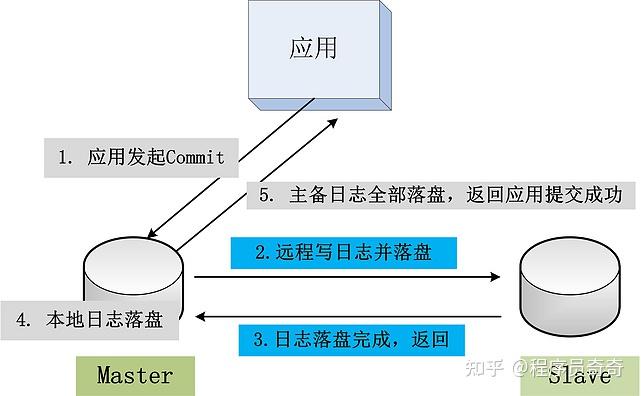 应用
1. 应用发起Commit
5. 主备日志全部落盘，返回应用提交成功
2.远程写日志并落盘
4. 本地日志落盘
3.日志落盘完成，返回
Master
Slave
知乎 @程序员奇奇